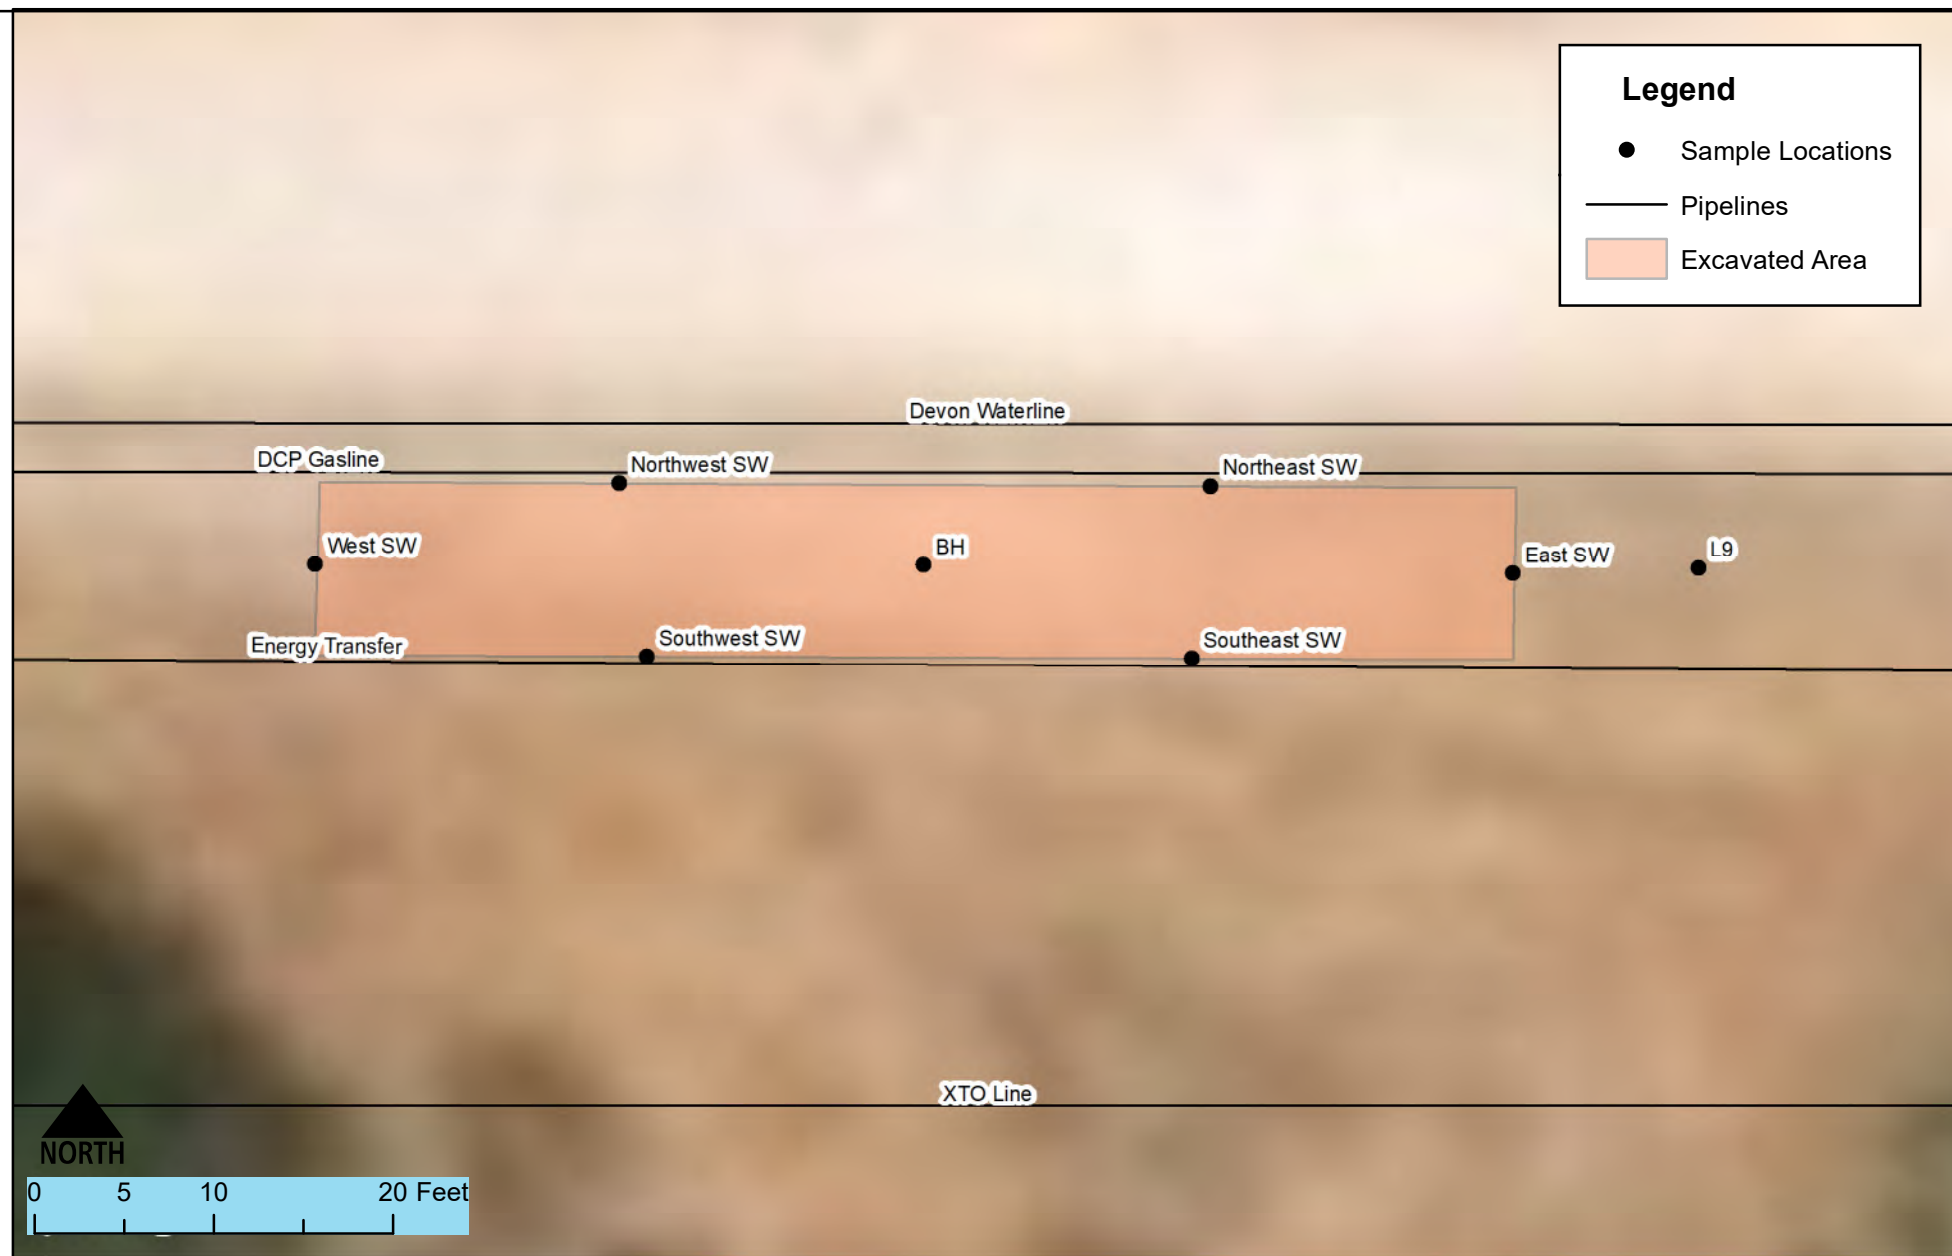 Legend
Sample Locations
Pipelines
Excavated Area
Devon Waterline
DCP Gasline
Northwest SW
Northeast SW
West SW
BH
East SW
L9
Energy Transfer
Southwest SW
Southeast SW
XTO Line
NORTH
0 5 10 20 Feet